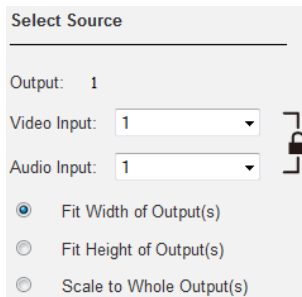 Select Source
Output: 1
Video Input: 1
Audio Input: 1
Fit Width of Output(s)
Fit Height of Output(s)
Scale to Whole Output(s)